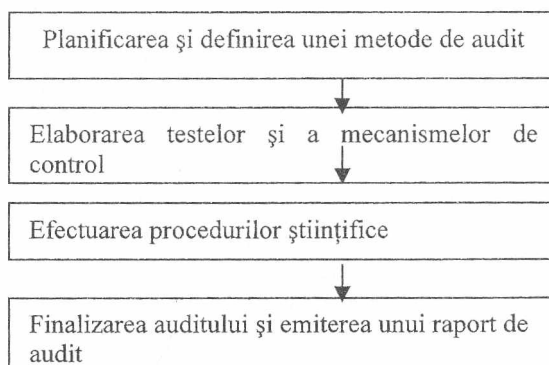 Planificarea şi definirea unei metode de audit
Elaborarea testelor şi a mecanismelor de
control
Efectuarea procedurilor ştiinţifice
Finalizarea auditului şi emiterea unui raport de
audit